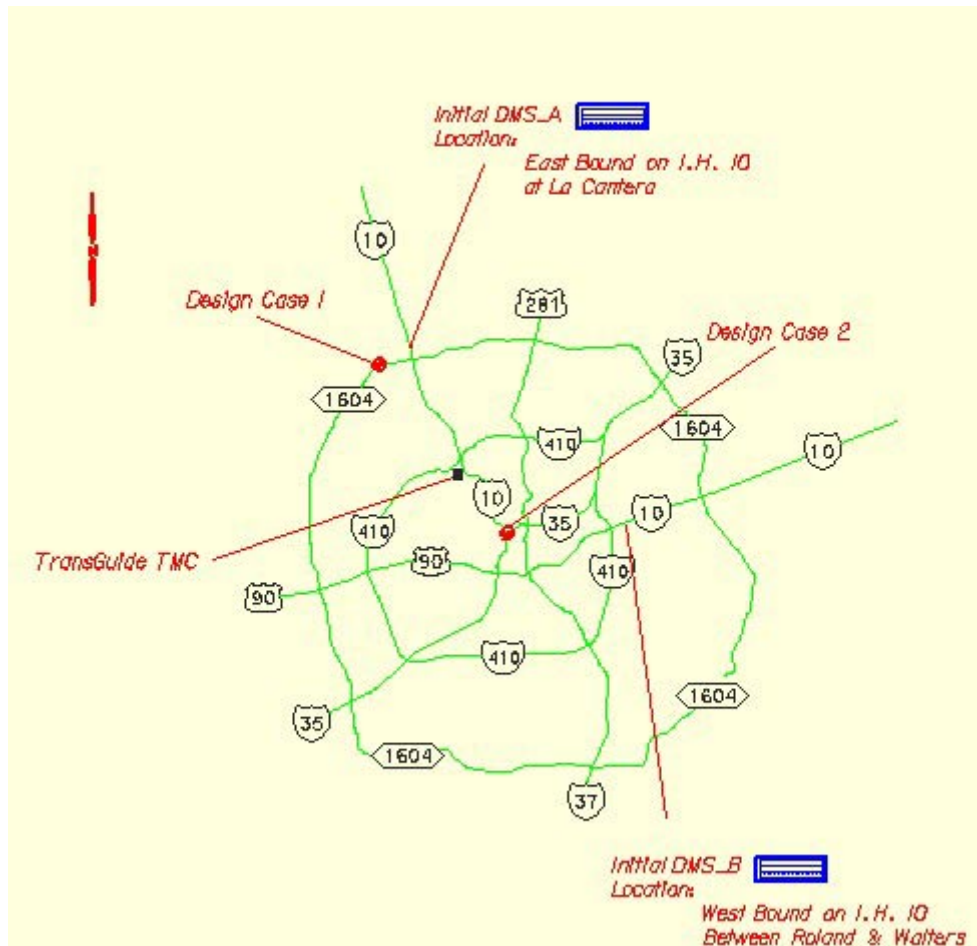 Initial DMS_A
Location:
East Bound on I.H. 10
at La Cantera
N
10
Design Case 1
281
Design Case 2
35
1604
1604
410
10
10
35
10
410
TransGuide TMC
90
90
410
410
1604
35
1604
37
Initial DMS_B
Location:
West Bound on I.H. 10
Between Roland & Walters